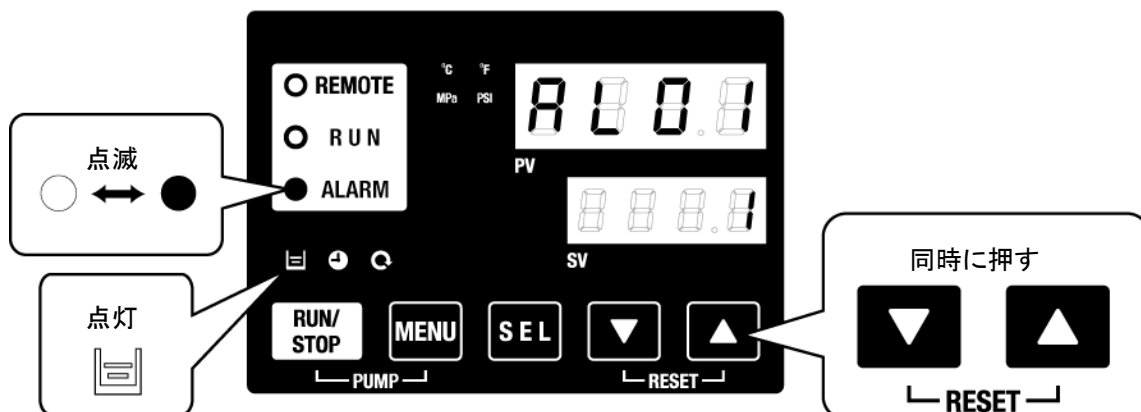 点滅
点灯
REMOTE
RUN
ALARM
°C °F
MPa PSI
AL01
PV
1
SV
RUN/
STOP
MENU
SEL
PUMP
RESET
同時に押す
RESET